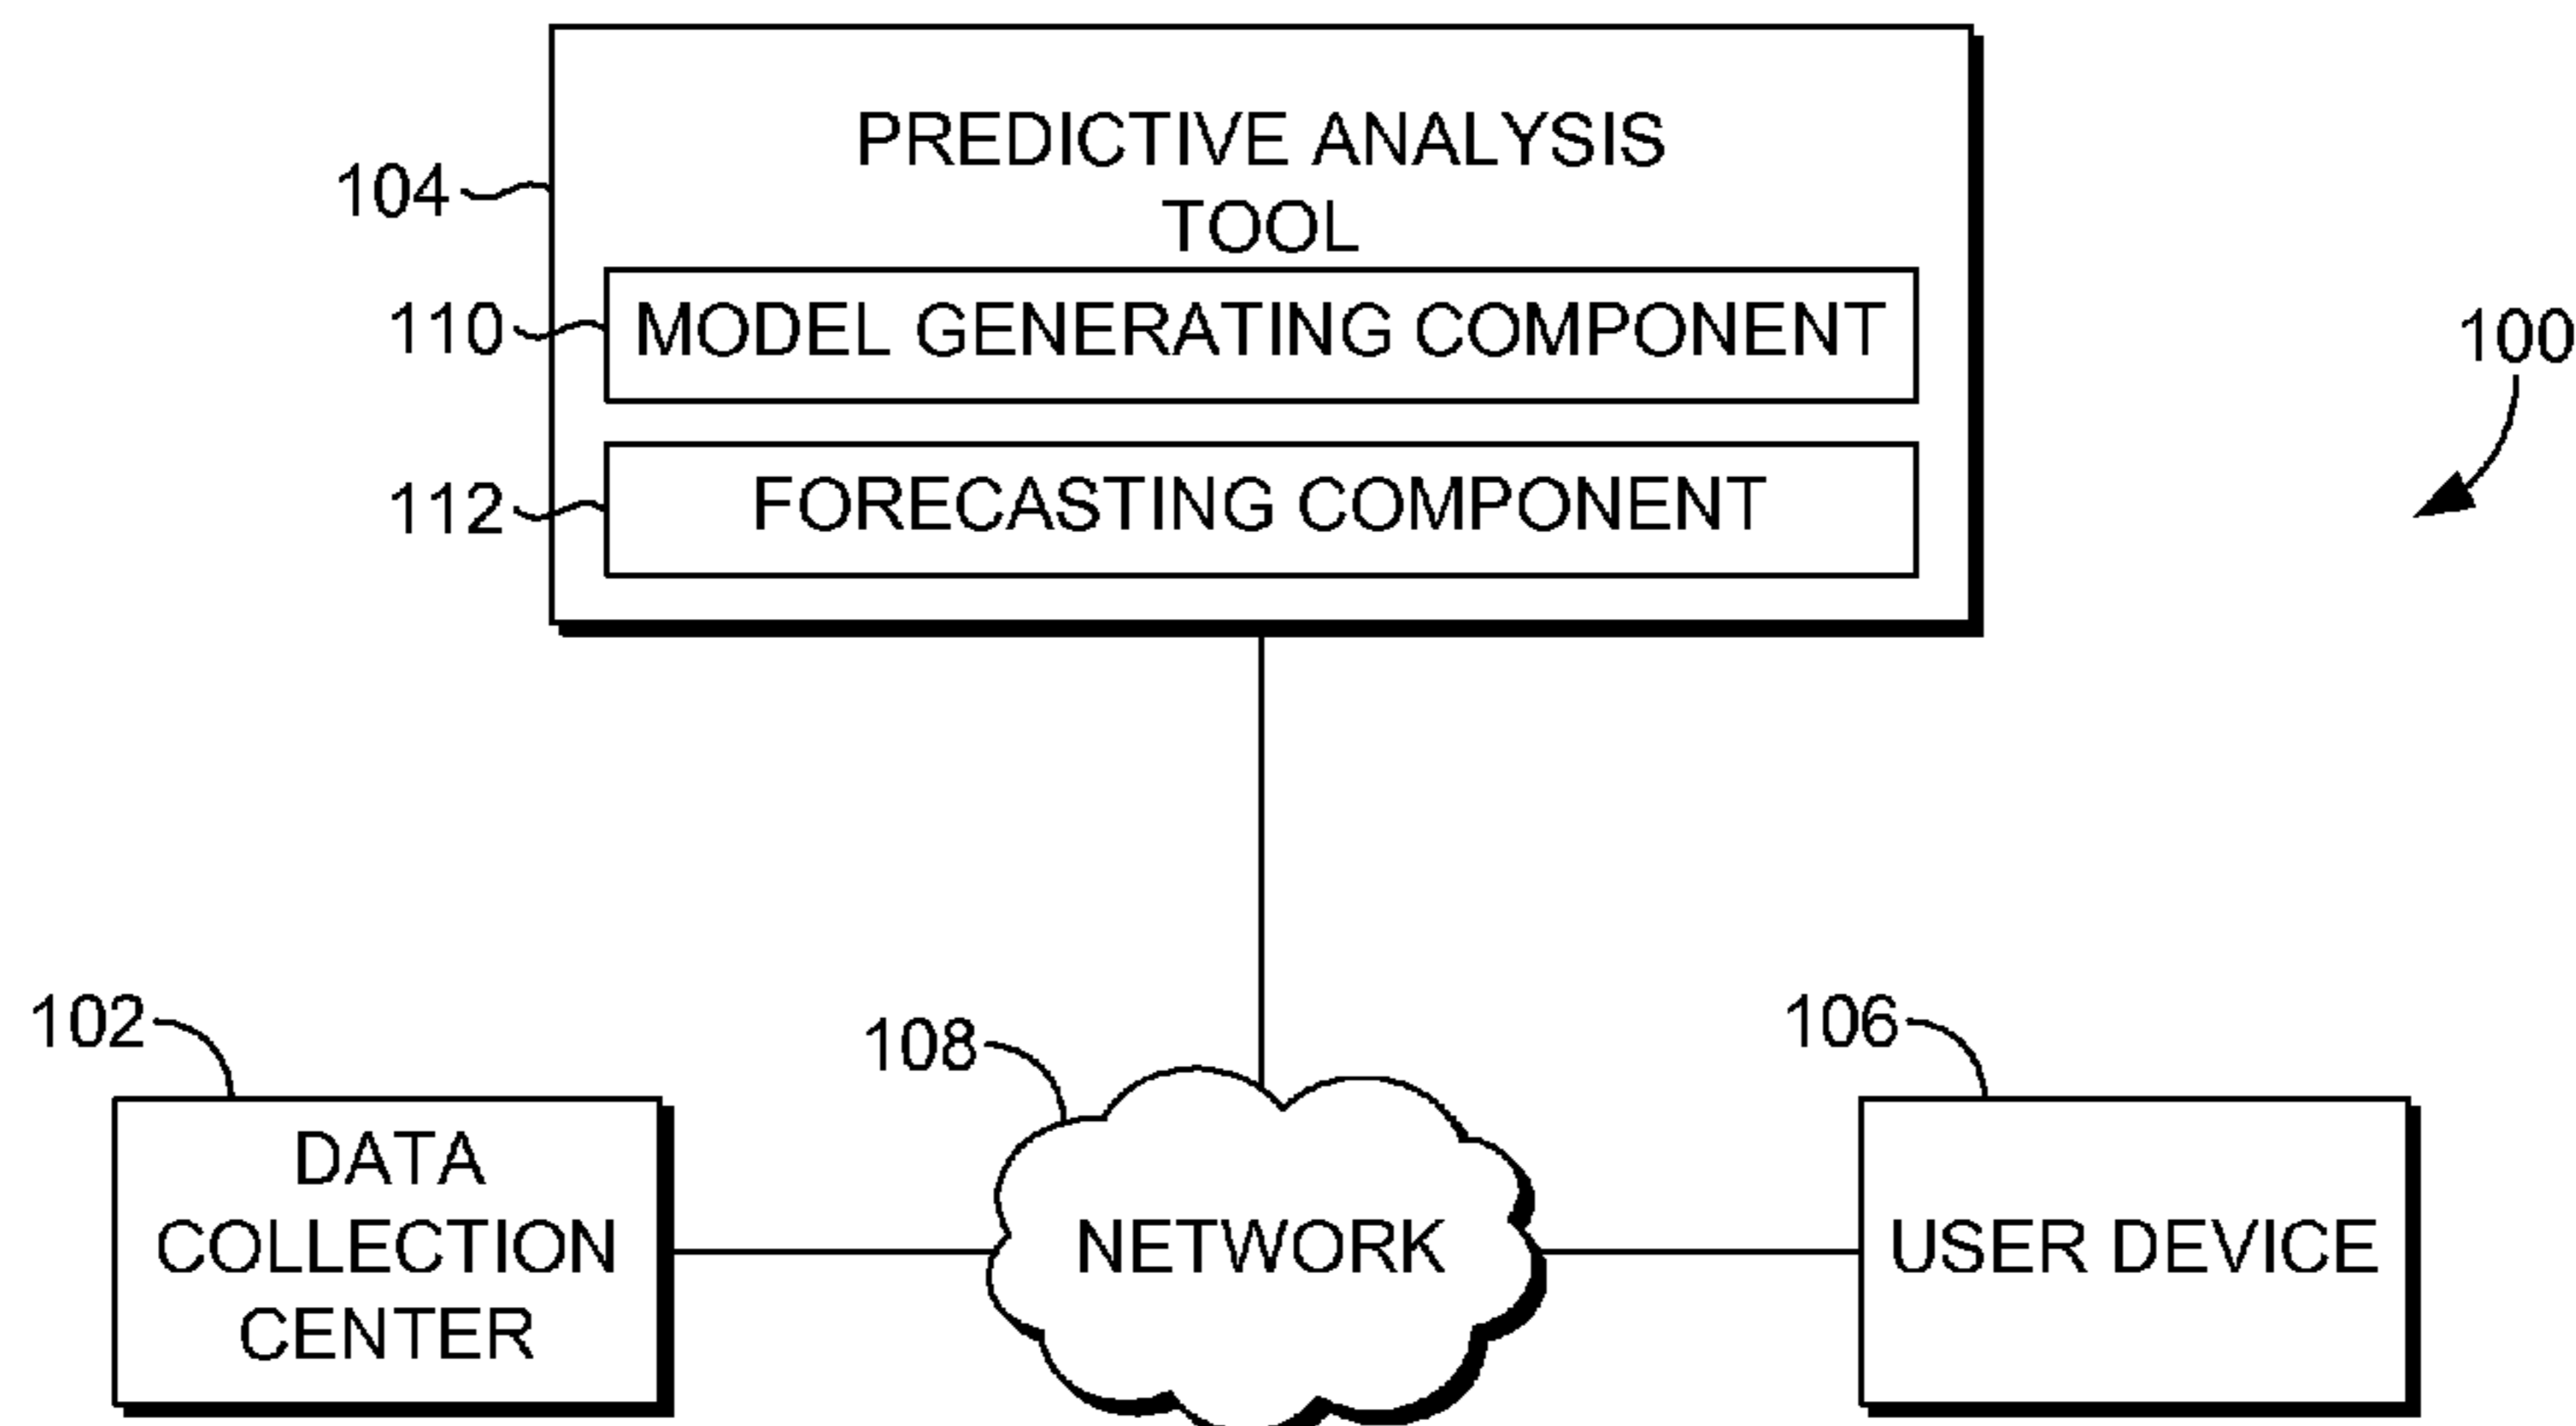 PREDICTIVE ANALYSIS
TOOL
104
110
MODEL GENERATING COMPONENT
100
112
FORECASTING COMPONENT
102
108
106
DATA
COLLECTION
CENTER
NETWORK
USER DEVICE